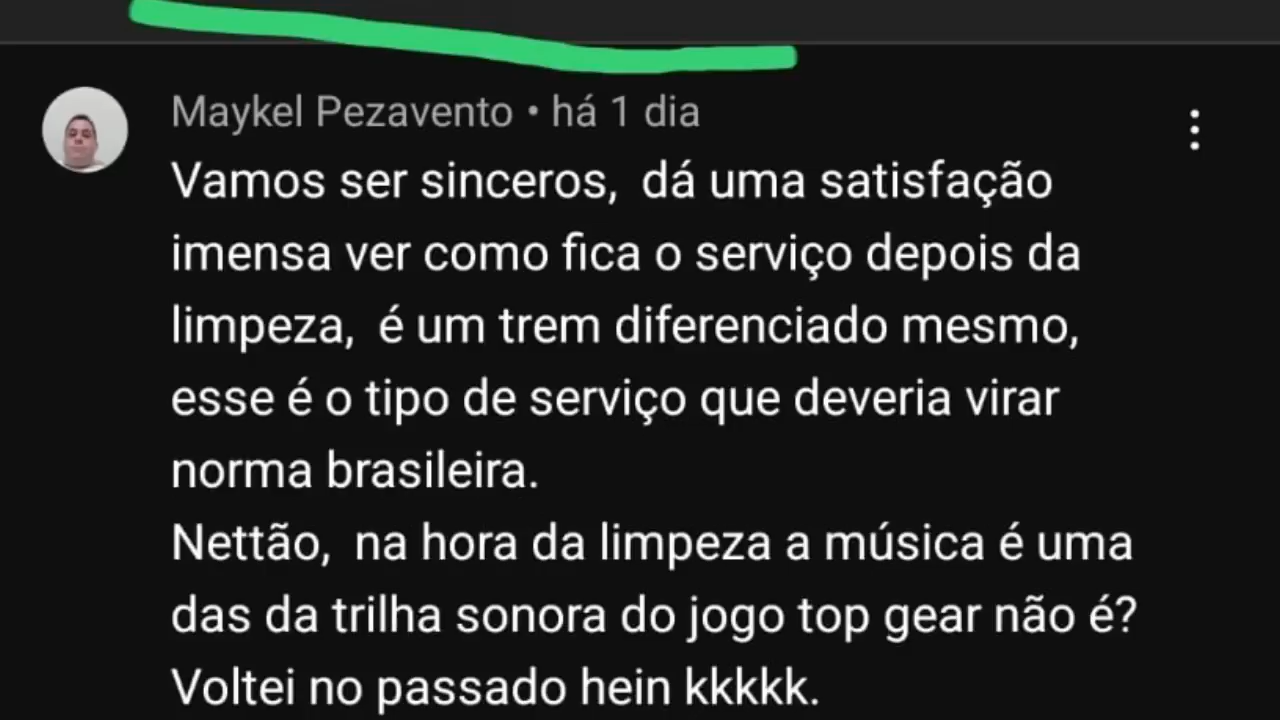 Maykel Pezavento • há 1 dia
Vamos ser sinceros, dá uma satisfação
imensa ver como fica o serviço depois da
limpeza, é um trem diferenciado mesmo,
esse é o tipo de serviço que deveria virar
norma brasileira.
Nettão, na hora da limpeza a música é uma
das da trilha sonora do jogo top gear não é?
Voltei no passado hein kkkkk.